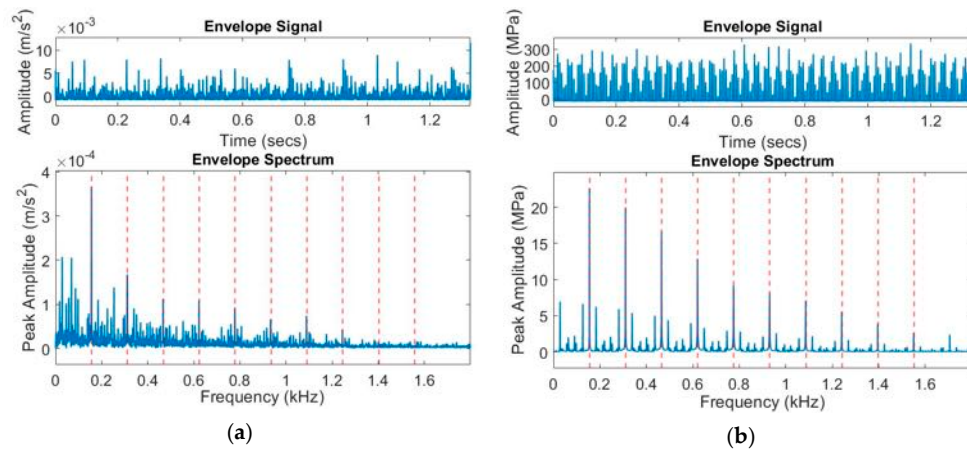 Envelope Signal
×10⁻³
Amplitude (m/s²)
10
5
0
0 0.2 0.4 0.6 0.8 1 1.2
Time (secs)
Envelope Spectrum
×10⁻⁴
Peak Amplitude (m/s²)
4
3
2
1
0
0 0.2 0.4 0.6 0.8 1 1.2 1.4 1.6
Frequency (kHz)
(a)
Envelope Signal
Amplitude (MPa)
300
200
100
0
0 0.2 0.4 0.6 0.8 1 1.2
Time (secs)
Envelope Spectrum
Peak Amplitude (MPa)
20
15
10
5
0
0 0.2 0.4 0.6 0.8 1 1.2 1.4 1.6
Frequency (kHz)
(b)